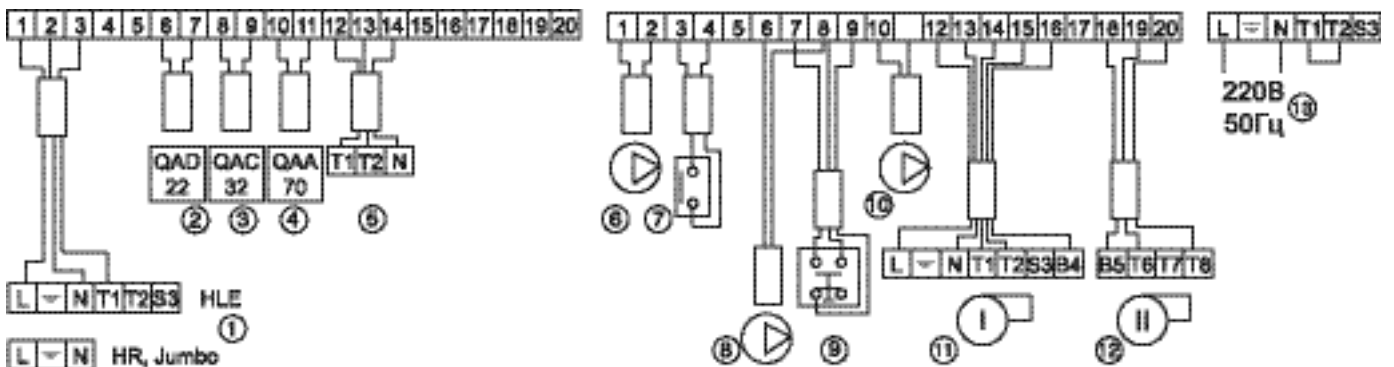 1 2 3 4 5 6 7 8 9 10 11 12 13 14 15 16 17 18 19 20
1 2 3 4 5 6 7 8 9 10 12 13 14 15 16 17 18 19 20
L N T1 T2 S3
220В
50Гц
13
QAD
22
QAC
32
QAA
70
T1 T2 N
2 3 4 5
6 7
10
L N T1 T2 S3 B4
B5 T6 T7 T8
L N T1 T2 S3 HLE
1
I
II
8 9 11 12
L N HR, Jumbo